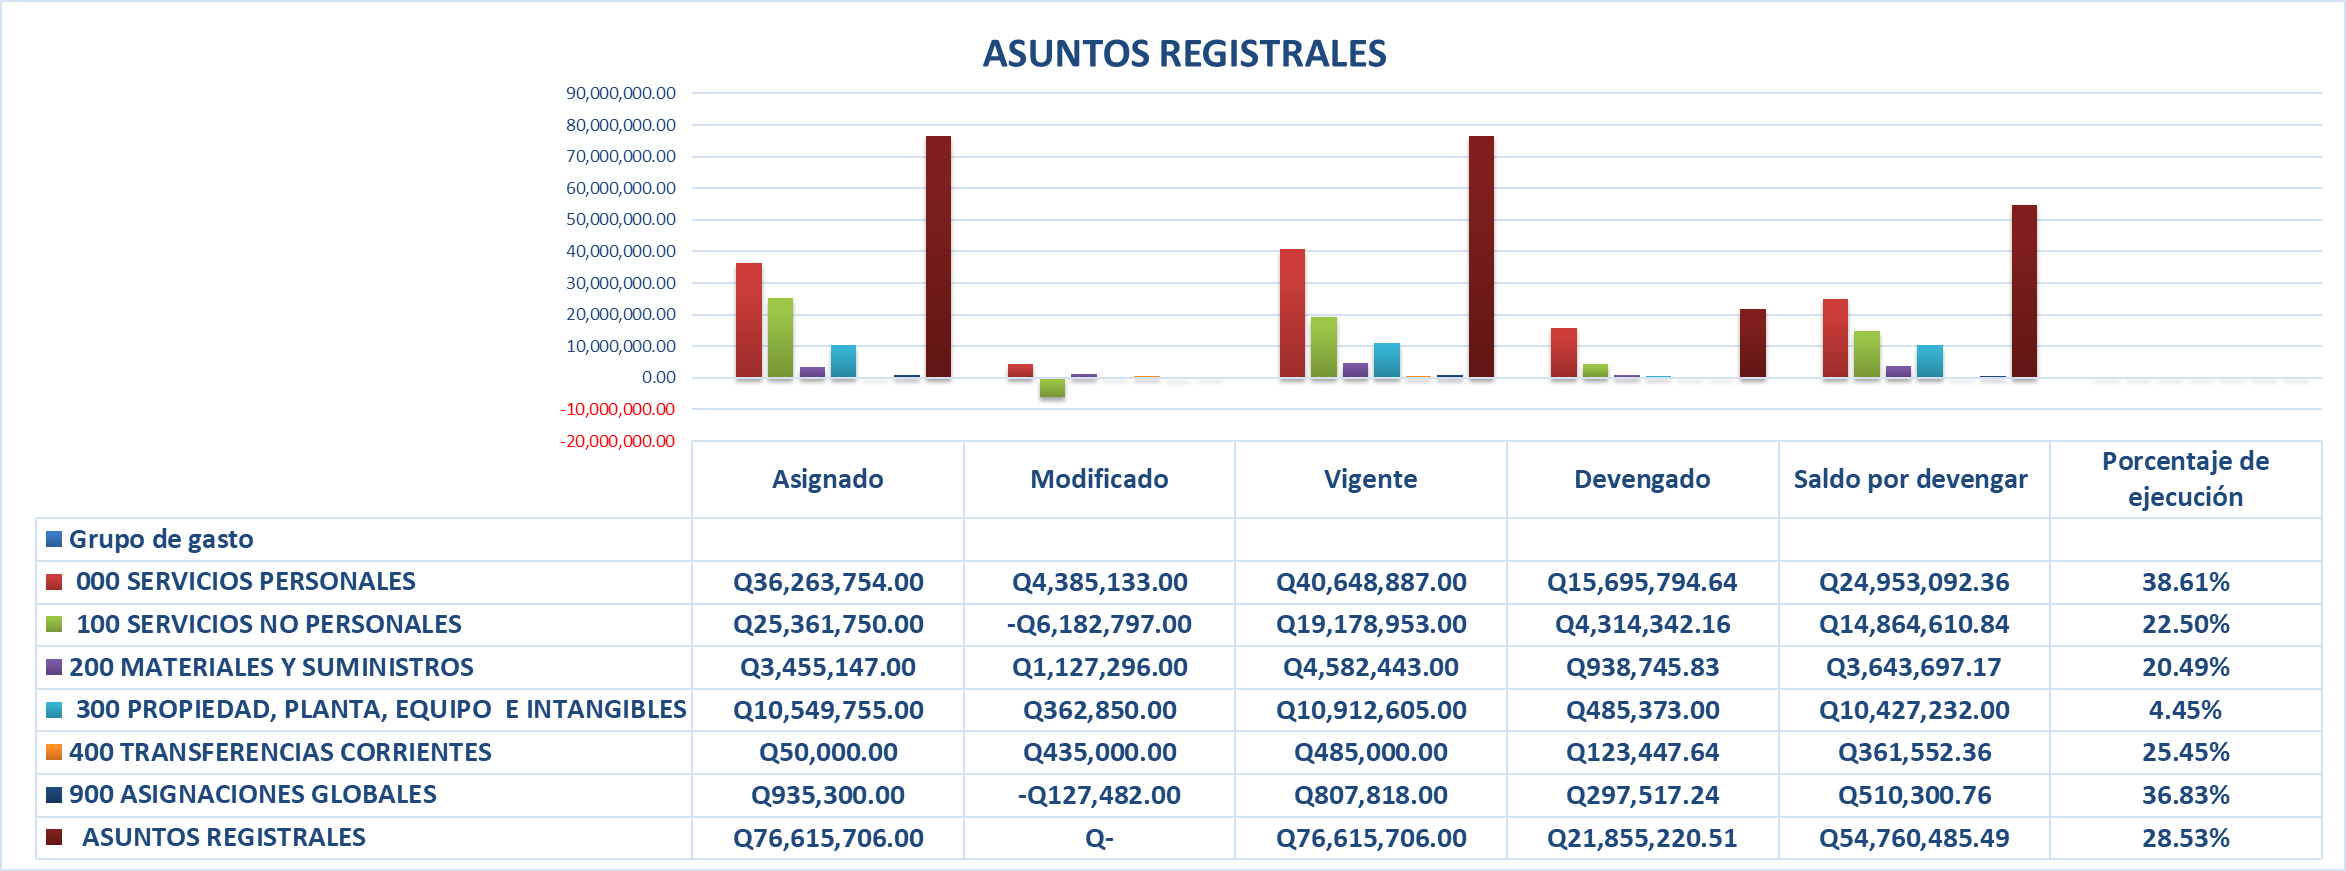 ASUNTOS REGISTRALES
90,000,000.00
80,000,000.00
70,000,000.00
60,000,000.00
50,000,000.00
40,000,000.00
30,000,000.00
20,000,000.00
10,000,000.00
0.00
-10,000,000.00
-20,000,000.00
Asignado Modificado Vigente Devengado Saldo por devengar Porcentaje de
ejecución
Grupo de gasto
000 SERVICIOS PERSONALES Q36,263,754.00 Q4,385,133.00 Q40,648,887.00 Q15,695,794.64 Q24,953,092.36 38.61%
100 SERVICIOS NO PERSONALES Q25,361,750.00 -Q6,182,797.00 Q19,178,953.00 Q4,314,342.16 Q14,864,610.84 22.50%
200 MATERIALES Y SUMINISTROS Q3,455,147.00 Q1,127,296.00 Q4,582,443.00 Q938,745.83 Q3,643,697.17 20.49%
300 PROPIEDAD, PLANTA, EQUIPO E INTANGIBLES Q10,549,755.00 Q362,850.00 Q10,912,605.00 Q485,373.00 Q10,427,232.00 4.45%
400 TRANSFERENCIAS CORRIENTES Q50,000.00 Q435,000.00 Q485,000.00 Q123,447.64 Q361,552.36 25.45%
900 ASIGNACIONES GLOBALES Q935,300.00 -Q127,482.00 Q807,818.00 Q297,517.24 Q510,300.76 36.83%
ASUNTOS REGISTRALES Q76,615,706.00 Q- Q76,615,706.00 Q21,855,220.51 Q54,760,485.49 28.53%